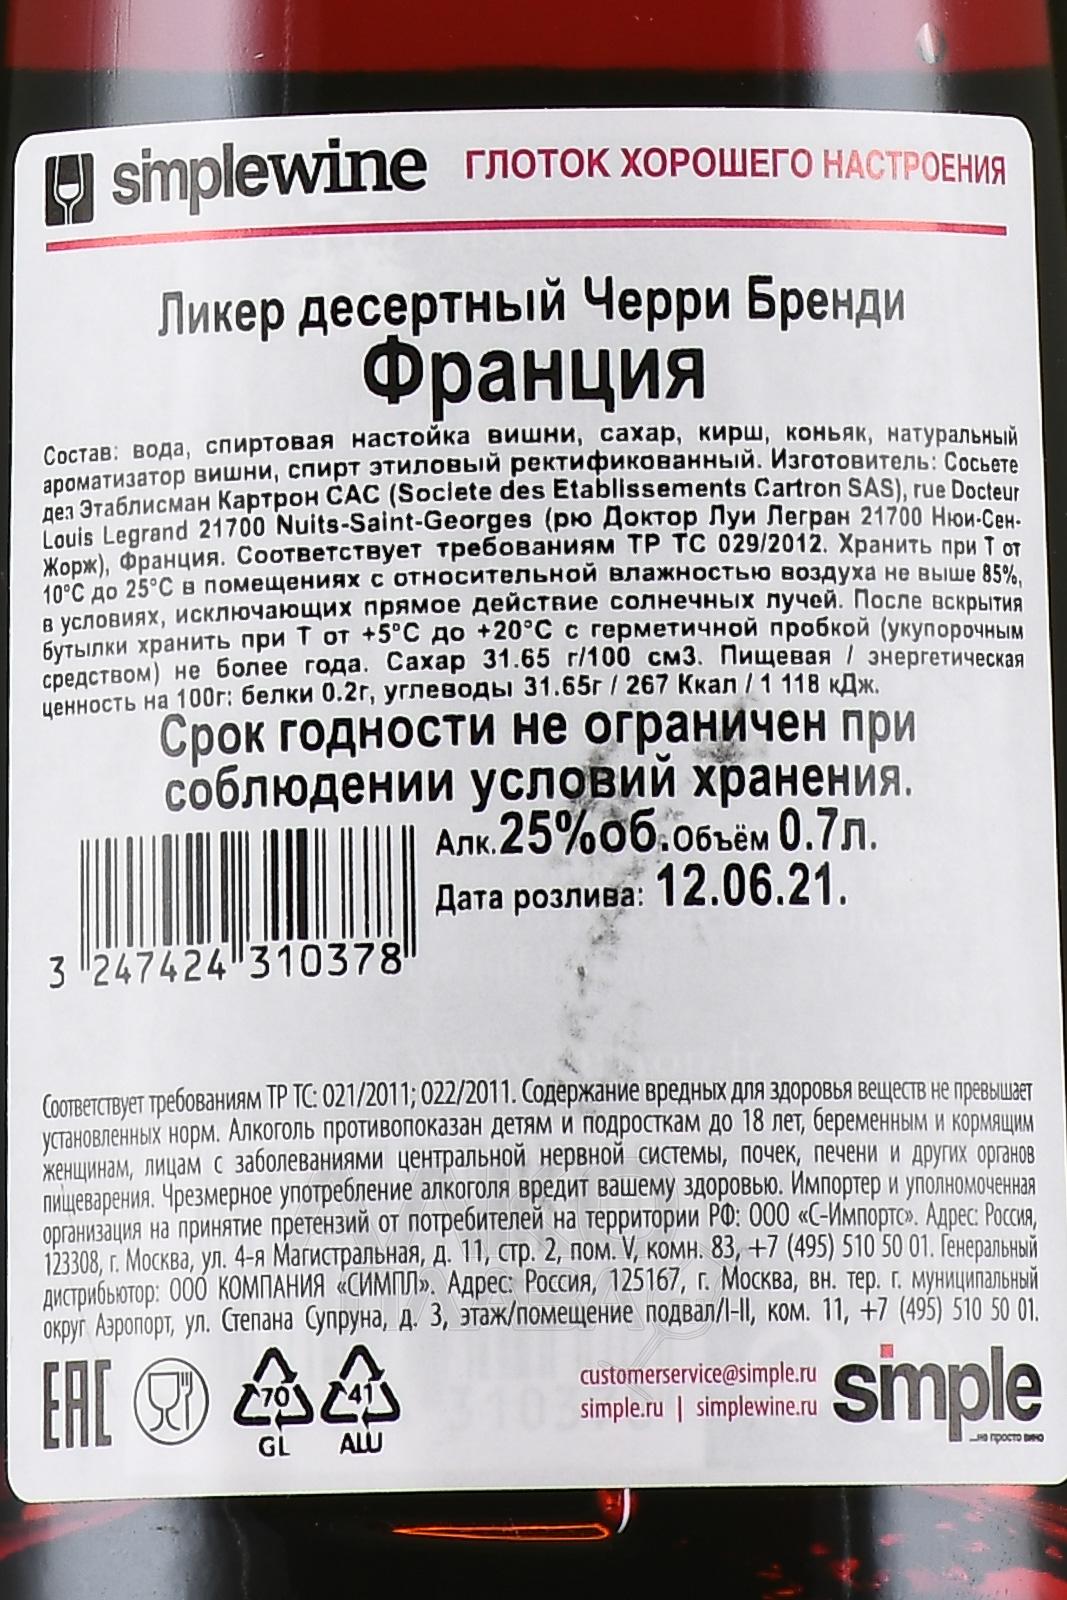 simplewine ГЛОТОК ХОРОШЕГО НАСТРОЕНИЯ
Ликер десертный Черри Бренди
Франция
Состав: вода, спиртовая настойка вишни, сахар, кирш, коньяк, натуральный
ароматизатор вишни, спирт этиловый ректификованный. Изготовитель: Сосьете
дез Этаблисман Картрон САС (Societe des Etablissements Cartron SAS), rue Docteur
Louis Legrand 21700 Nuits-Saint-Georges (рю Доктор Луи Легран 21700 Нюи-Сен-
Жорж), Франция. Соответствует требованиям ТР ТС 029/2012. Хранить при Т от
10°С до 25°С в помещениях с относительной влажностью воздуха не выше 85%,
в условиях, исключающих прямое действие солнечных лучей. После вскрытия
бутылки хранить при Т от +5°С до +20°С с герметичной пробкой (укупорочным
средством) не более года. Сахар 31.65 г/100 см3. Пищевая / энергетическая
ценность на 100г: белки 0.2г, углеводы 31.65г / 267 Ккал / 1 118 кДж.
Срок годности не ограничен при
соблюдении условий хранения.
Алк.25%об.Объём 0.7л.
Дата розлива: 12.06.21.
3 247424 310378
Соответствует требованиям ТР ТС: 021/2011; 022/2011. Содержание вредных для здоровья веществ не превышает
установленных норм. Алкоголь противопоказан детям и подросткам до 18 лет, беременным и кормящим
женщинам, лицам с заболеваниями центральной нервной системы, почек, печени и других органов
пищеварения. Чрезмерное употребление алкоголя вредит вашему здоровью. Импортер и уполномоченная
организация на принятие претензий от потребителей на территории РФ: ООО «С-Импортс». Адрес: Россия,
123308, г. Москва, ул. 4-я Магистральная, д. 11, стр. 2, пом. V, комн. 83, +7 (495) 510 50 01. Генеральный
дистрибьютор: ООО КОМПАНИЯ «СИМПЛ». Адрес: Россия, 125167, г. Москва, вн. тер. г. муниципальный
округ Аэропорт, ул. Степана Супруна, д. 3, этаж/помещение подвал/I-II, ком. 11, +7 (495) 510 50 01.
EAC 70 GL 41 ALU
customerservice@simple.ru
simple.ru | simplewine.ru
simple
...не просто вино